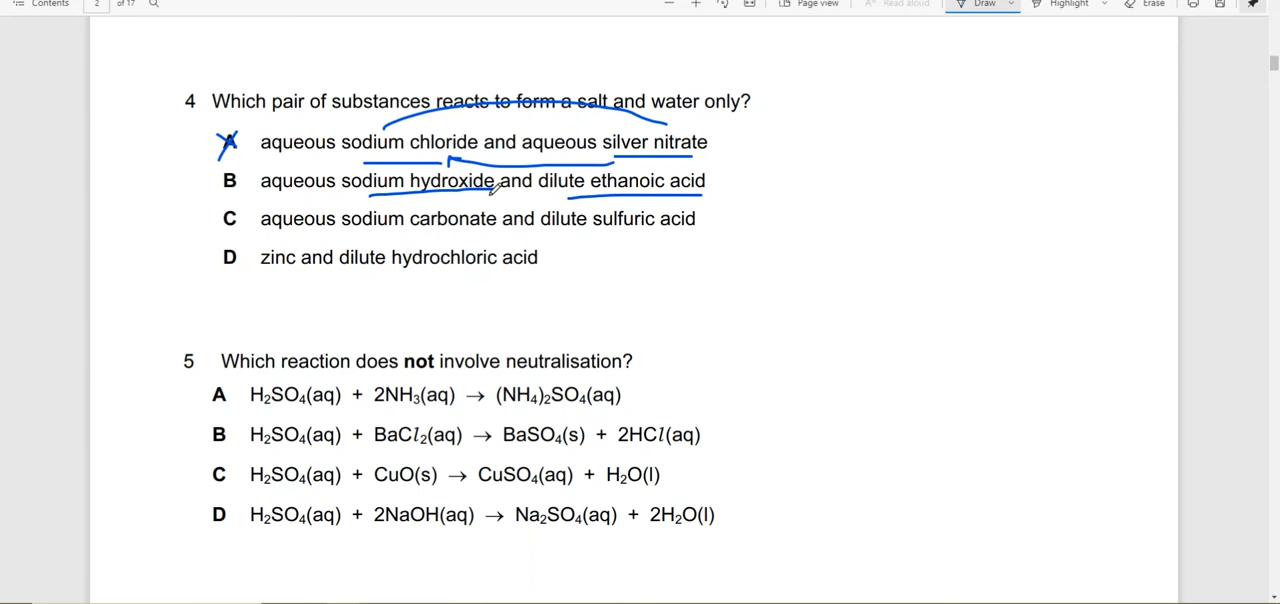 Contents 2 of 17 Page view Read aloud Draw Highlight Erase
4 Which pair of substances reacts to form a salt and water only?
A aqueous sodium chloride and aqueous silver nitrate
B aqueous sodium hydroxide and dilute ethanoic acid
C aqueous sodium carbonate and dilute sulfuric acid
D zinc and dilute hydrochloric acid
5 Which reaction does not involve neutralisation?
A H₂SO₄(aq) + 2NH₃(aq) → (NH₄)₂SO₄(aq)
B H₂SO₄(aq) + BaCl₂(aq) → BaSO₄(s) + 2HCl(aq)
C H₂SO₄(aq) + CuO(s) → CuSO₄(aq) + H₂O(l)
D H₂SO₄(aq) + 2NaOH(aq) → Na₂SO₄(aq) + 2H₂O(l)